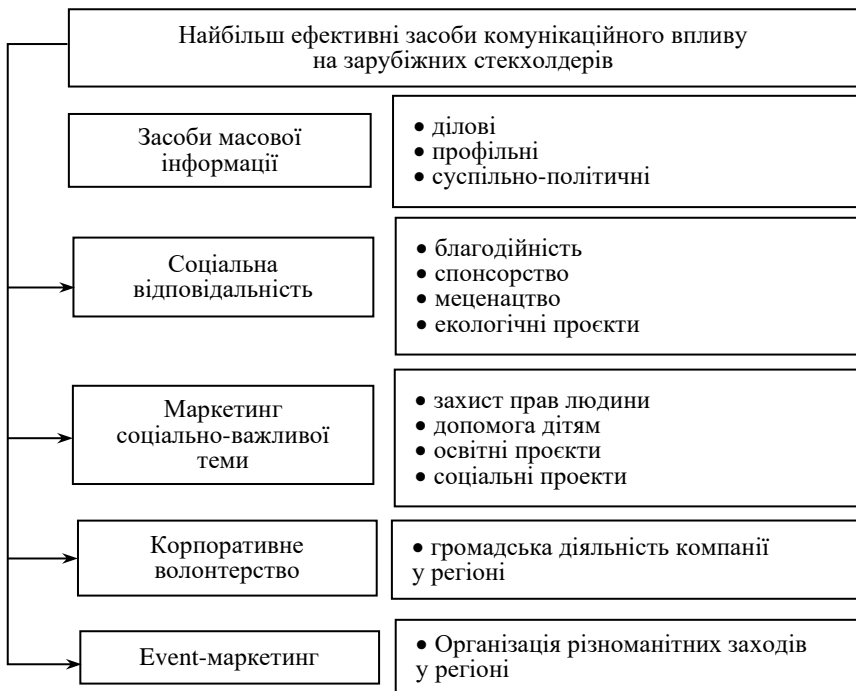 Найбільш ефективні засоби комунікаційного впливу
на зарубіжних стекхолдерів
Засоби масової
інформації
• ділові
• профільні
• суспільно-політичні
Соціальна
відповідальність
• благодійність
• спонсорство
• меценацтво
• екологічні проєкти
Маркетинг
соціально-важливої
теми
• захист прав людини
• допомога дітям
• освітні проєкти
• соціальні проекти
Корпоративне
волонтерство
• громадська діяльність компанії
у регіоні
Event-маркетинг
• Організація різноманітних заходів
у регіоні